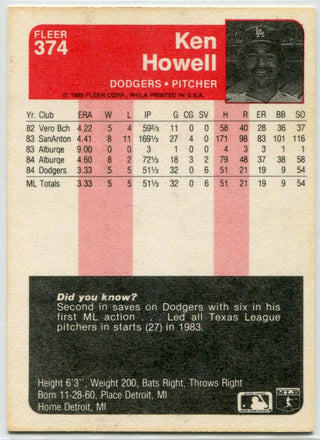 FLEER
374
Ken
Howell
DODGERS • PITCHER
© 1985 FLEER CORP., PHILA. PRINTED IN U.S.A.
Yr. Club ERA W L IP G CG SV H R ER BB SO
82 Vero Bch 4.22 5 4 59⅔ 11 0 0 58 40 28 36 37
83 SanAnton 4.41 8 11 169⅓ 27 4 0 171 98 83 101 116
83 Alburqe 9.00 0 1 3 1 0 0 4 3 3 3
84 Alburqe 4.60 8 2 72⅓ 18 3 2 79 48 37 38 58
84 Dodgers 3.33 5 5 51⅓ 32 0 6 51 21 19 9 54
ML Totals 3.33 5 5 51⅓ 32 0 6 51 21 19 9 54
Did you know?
Second in saves on Dodgers with six in his
first ML action . . . Led all Texas League
pitchers in starts (27) in 1983.
Height 6'3'', Weight 200, Bats Right, Throws Right
Born 11-28-60, Place Detroit, MI
Home Detroit, MI